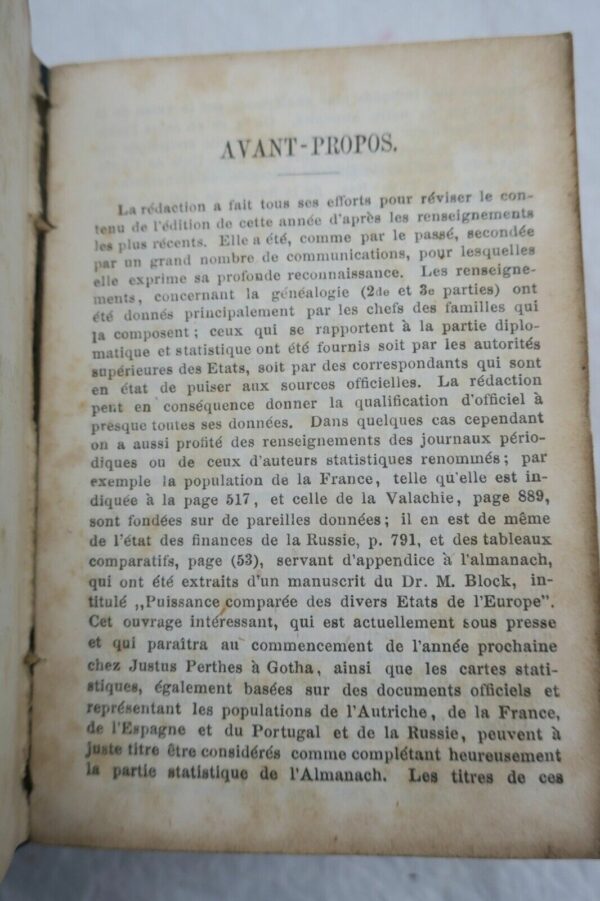 AVANT-PROPOS.
La rédaction a fait tous ses efforts pour réviser le con-
tenu de l'édition de cette année d'après les renseignements
les plus récents. Elle a été, comme par le passé, secondée
par un grand nombre de communications, pour lesquelles
elle exprime sa profonde reconnaissance. Les renseigne-
ments, concernant la généalogie (2de et 3e parties) ont
été donnés principalement par les chefs des familles qui
la composent; ceux qui se rapportent à la partie diplo-
matique et statistique ont été fournis soit par les autorités
supérieures des Etats, soit par des correspondants qui sont
en état de puiser aux sources officielles. La rédaction
peut en conséquence donner la qualification d'officiel à
presque toutes ses données. Dans quelques cas cependant
on a aussi profité des renseignements des journaux pério-
diques ou de ceux d'auteurs statistiques renommés; par
exemple la population de la France, telle qu'elle est in-
diquée à la page 517, et celle de la Valachie, page 889,
sont fondées sur de pareilles données; il en est de même
de l'état des finances de la Russie, p. 791, et des tableaux
comparatifs, page (53), servant d'appendice à l'almanach,
qui ont été extraits d'un manuscrit du Dr. M. Block, in-
titulé ,,Puissance comparée des divers Etats de l'Europe”.
Cet ouvrage intéressant, qui est actuellement sous presse
et qui paraîtra au commencement de l'année prochaine
chez Justus Perthes à Gotha, ainsi que les cartes stati-
stiques, également basées sur des documents officiels et
représentant les populations de l'Autriche, de la France,
de l'Espagne et du Portugal et de la Russie, peuvent à
juste titre être considérés comme complétant heureusement
la partie statistique de l'Almanach. Les titres de ces